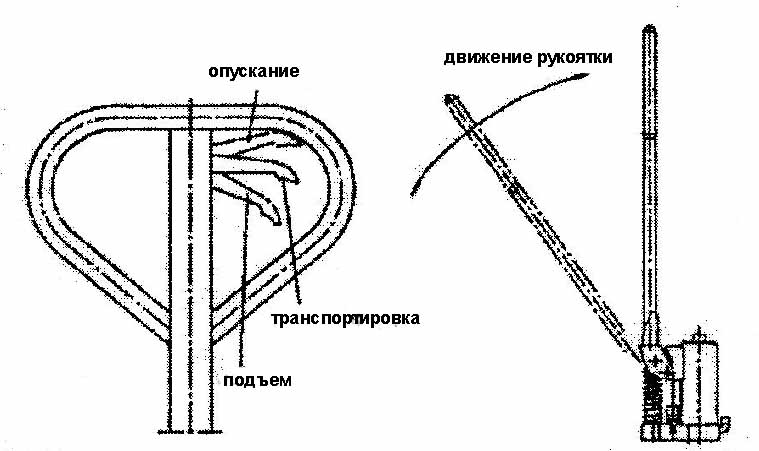 опускание
движение рукоятки
транспортировка
подъем